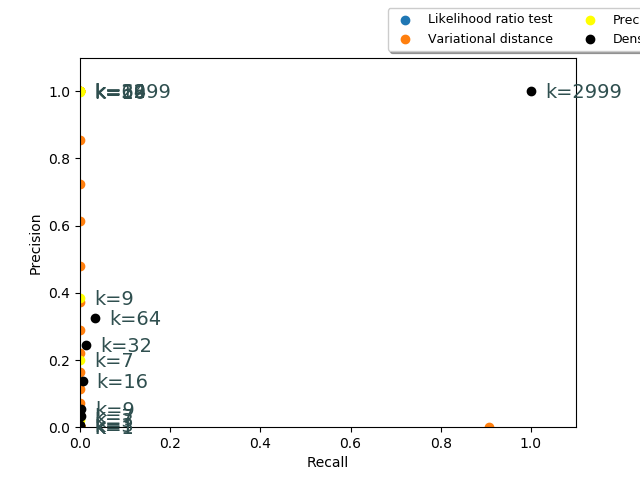 Likelihood ratio test
Variational distance
Prec
Dens
1.0
0.8
0.6
0.4
0.2
0.0
Precision
k=2999
k=9
k=64
k=32
k=7
k=16
k=9
0.0 0.2 0.4 0.6 0.8 1.0
Recall